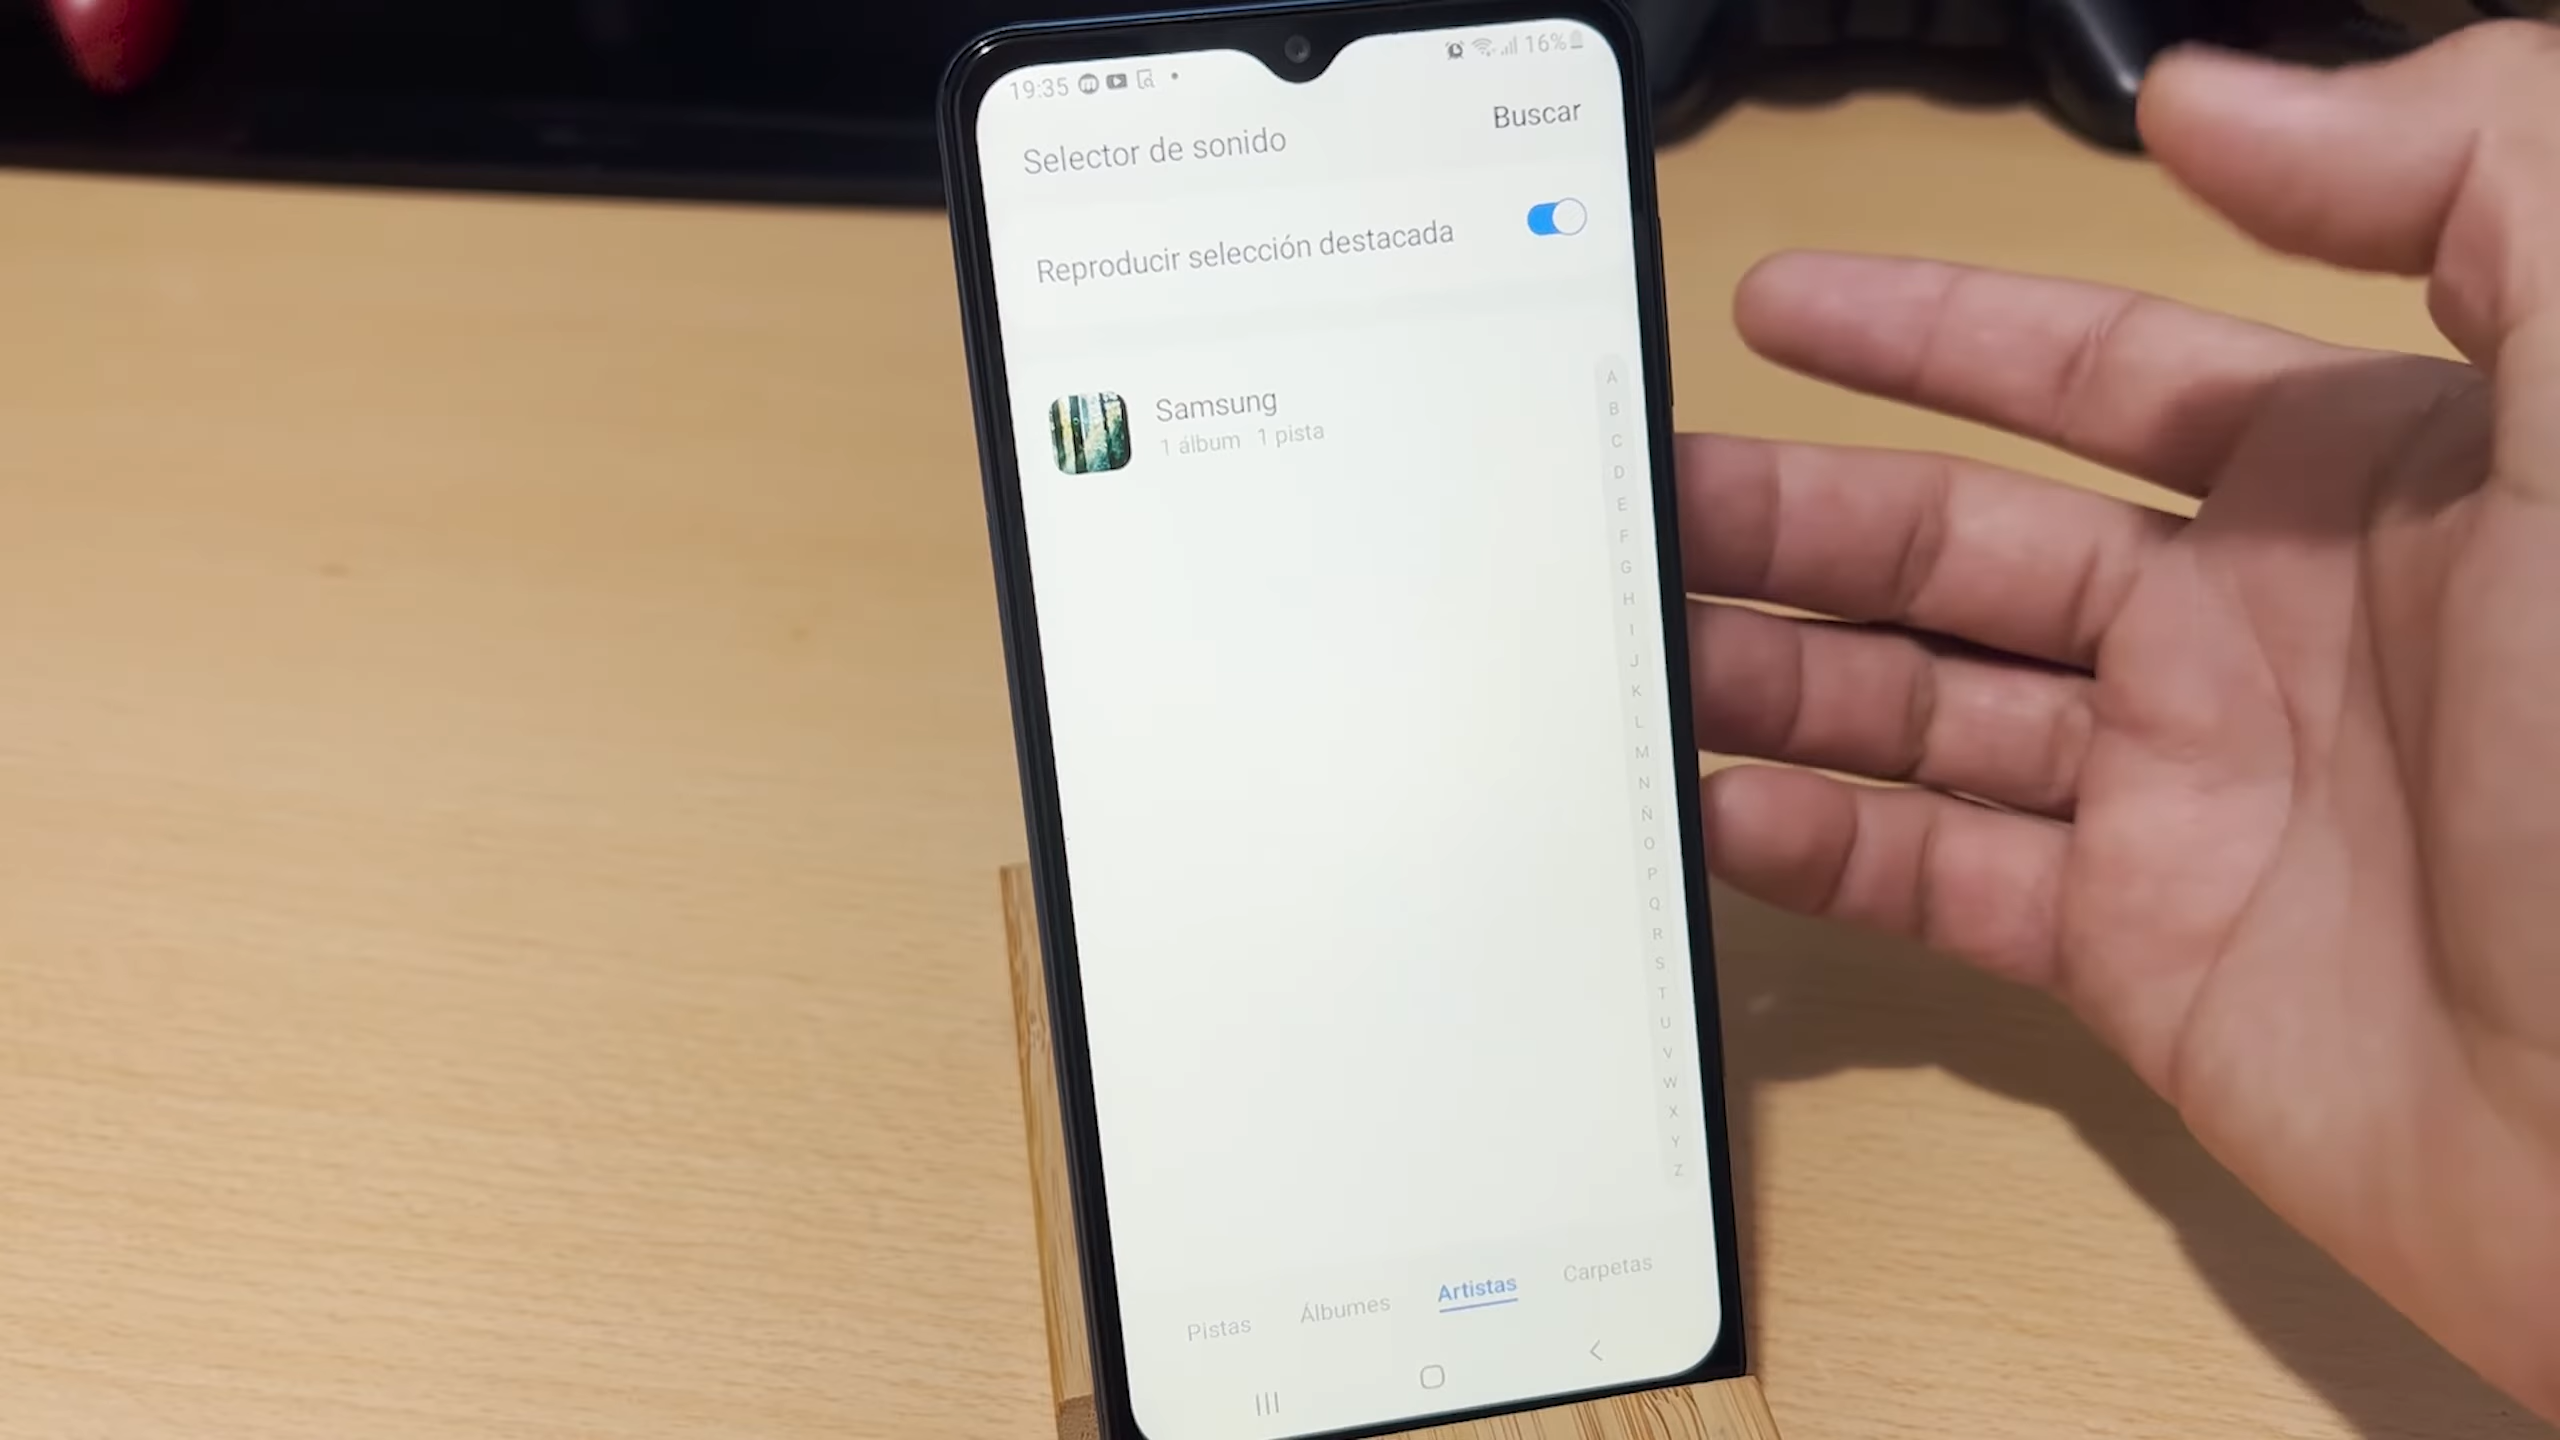 19:35
16%
Buscar
Selector de sonido
Reproducir selección destacada
Samsung
1 álbum 1 pista
A
B
C
D
E
F
G
H
I
J
K
L
M
N
Ñ
O
P
Q
R
S
T
U
V
W
X
Y
Z
Pistas Álbumes Artistas Carpetas